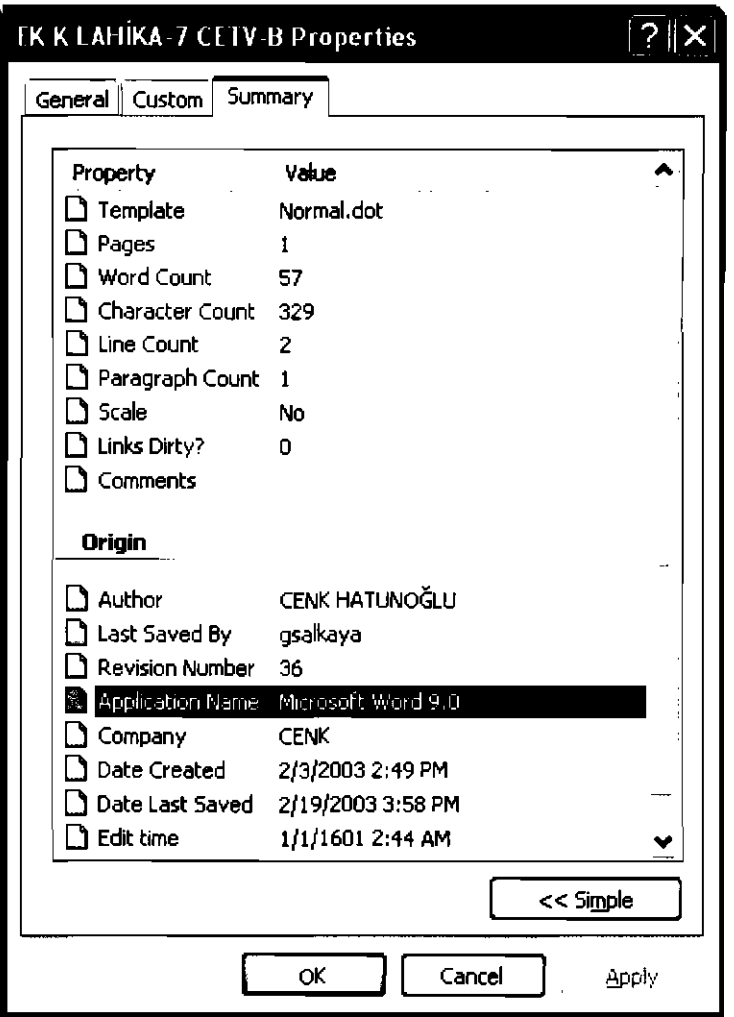 EK K LAHİKA-7 CETV-B Properties
General Custom Summary
Property Value
Template Normal.dot
Pages 1
Word Count 57
Character Count 329
Line Count 2
Paragraph Count 1
Scale No
Links Dirty? 0
Comments
Origin
Author CENK HATUNOĞLU
Last Saved By gsalkaya
Revision Number 36
Application Name Microsoft Word 9.0
Company CENK
Date Created 2/3/2003 2:49 PM
Date Last Saved 2/19/2003 3:58 PM
Edit time 1/1/1601 2:44 AM
<< Simple
OK Cancel Apply